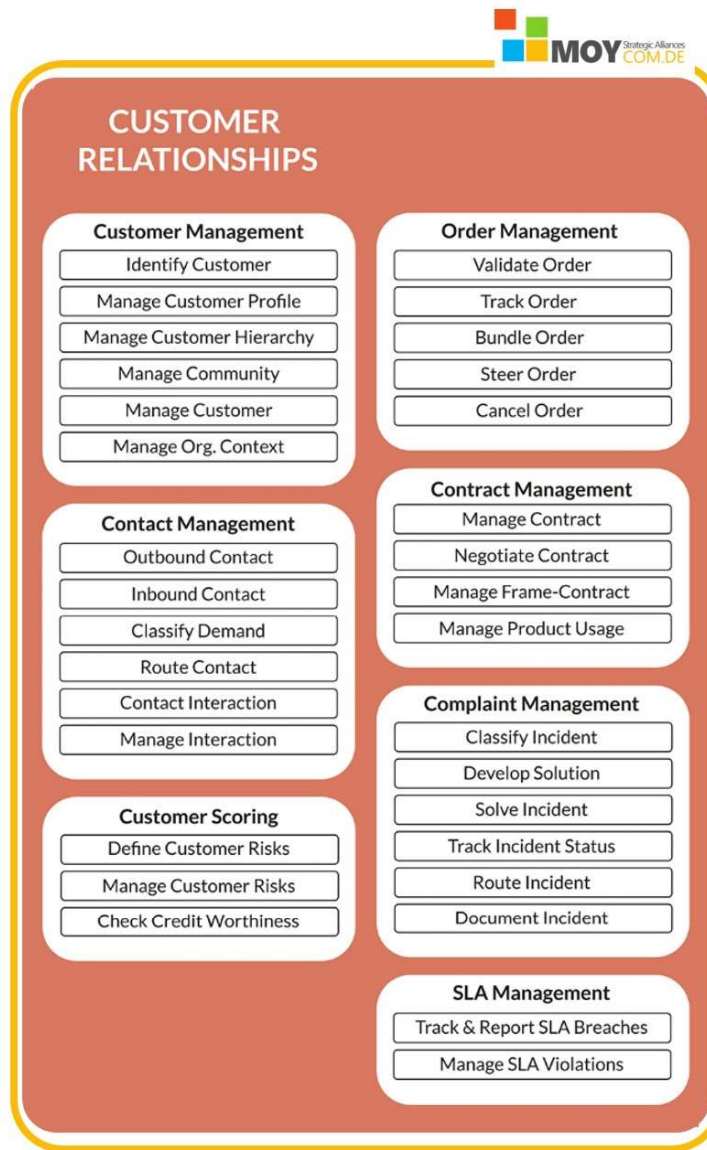 MOY Strategic Alliances
COM.DE
CUSTOMER
RELATIONSHIPS
Customer Management
Identify Customer
Manage Customer Profile
Manage Customer Hierarchy
Manage Community
Manage Customer
Manage Org. Context
Contact Management
Outbound Contact
Inbound Contact
Classify Demand
Route Contact
Contact Interaction
Manage Interaction
Customer Scoring
Define Customer Risks
Manage Customer Risks
Check Credit Worthiness
Order Management
Validate Order
Track Order
Bundle Order
Steer Order
Cancel Order
Contract Management
Manage Contract
Negotiate Contract
Manage Frame-Contract
Manage Product Usage
Complaint Management
Classify Incident
Develop Solution
Solve Incident
Track Incident Status
Route Incident
Document Incident
SLA Management
Track & Report SLA Breaches
Manage SLA Violations